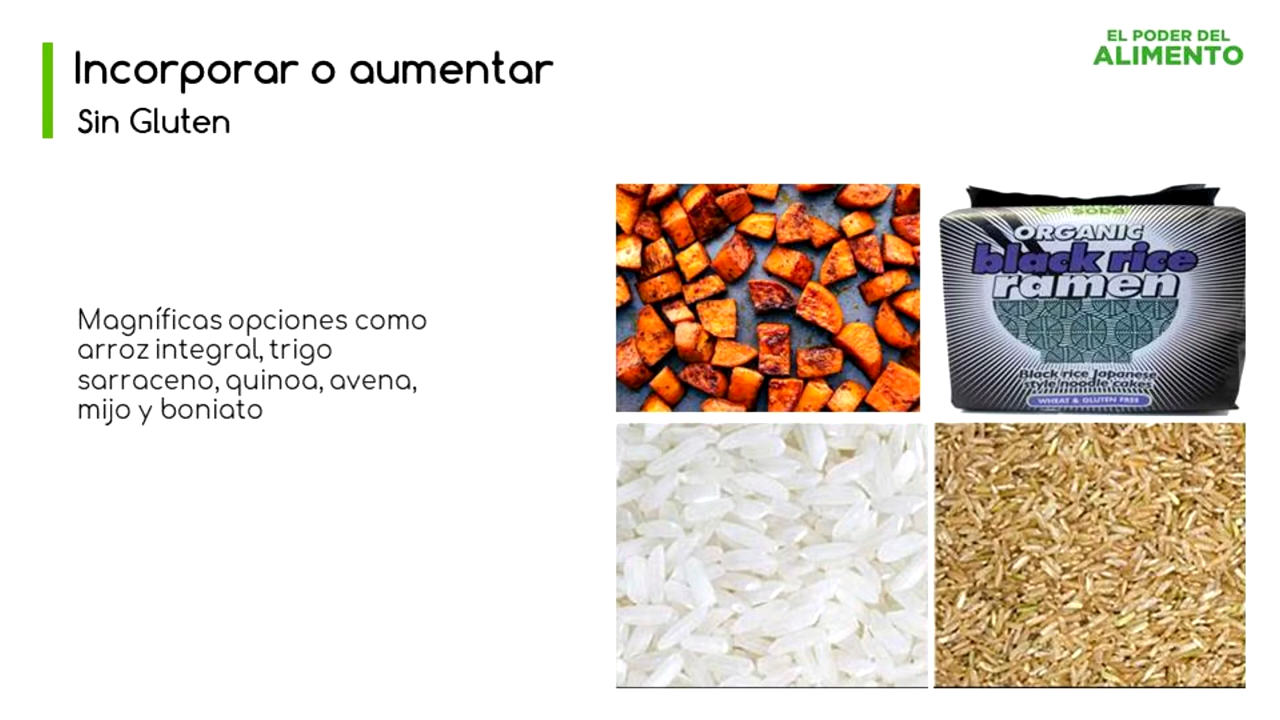 Incorporar o aumentar
Sin Gluten
EL PODER DEL
ALIMENTO
Magníficas opciones como
arroz integral, trigo
sarraceno, quinoa, avena,
mijo y boniato
soba
ORGANIC
black rice
ramen
Black rice Japanese
style noodle cakes
WHEAT & GLUTEN FREE